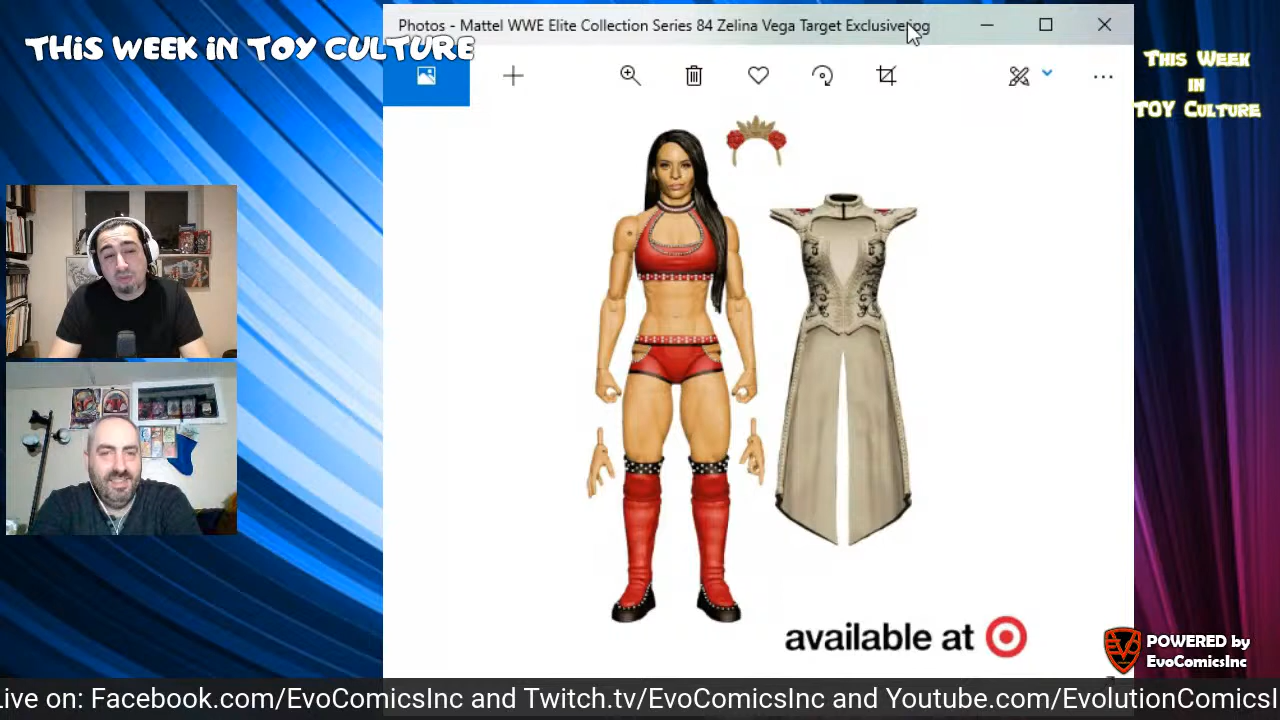 THiS WEEK iN TOY CULTURE
Photos - Mattel WWE Elite Collection Series 84 Zelina Vega Target Exclusive
THiS WEEK
iN
TOY CULTURE
available at
POWERED by
EvoComicsInc
Live on: Facebook.com/EvoComicsInc and Twitch.tv/EvoComicsInc and Youtube.com/EvolutionComicsI